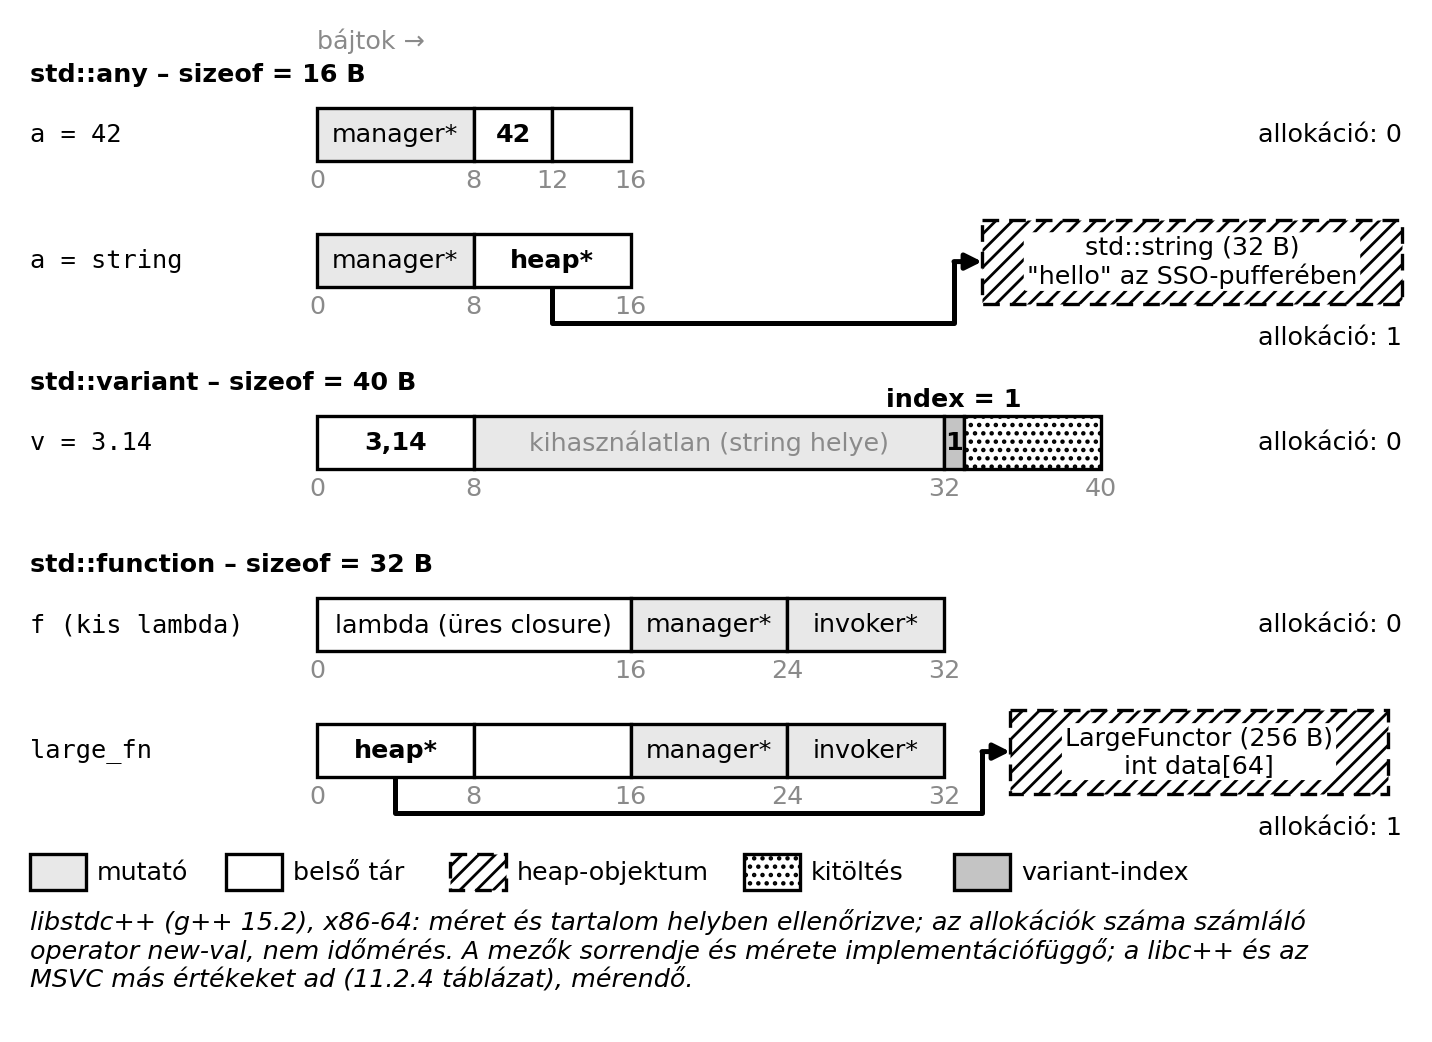 bájtok →
std::any – sizeof = 16 B
a = 42
manager*
42
allokáció: 0
0 8 12 16
a = string
manager*
heap*
std::string (32 B)
"hello" az SSO-pufferében
0 8 16
allokáció: 1
std::variant – sizeof = 40 B
index = 1
v = 3.14
3,14
kihasználatlan (string helye)
1
allokáció: 0
0 8 32 40
std::function – sizeof = 32 B
f (kis lambda)
lambda (üres closure)
manager*
invoker*
allokáció: 0
0 16 24 32
large_fn
heap*
manager*
invoker*
LargeFunctor (256 B)
int data[64]
0 8 16 24 32
allokáció: 1
mutató
belső tár
heap-objektum
kitöltés
variant-index
libstdc++ (g++ 15.2), x86-64: méret és tartalom helyben ellenőrizve; az allokációk száma számláló
operator new-val, nem időmérés. A mezők sorrendje és mérete implementációfüggő; a libc++ és az
MSVC más értékeket ad (11.2.4 táblázat), mérendő.